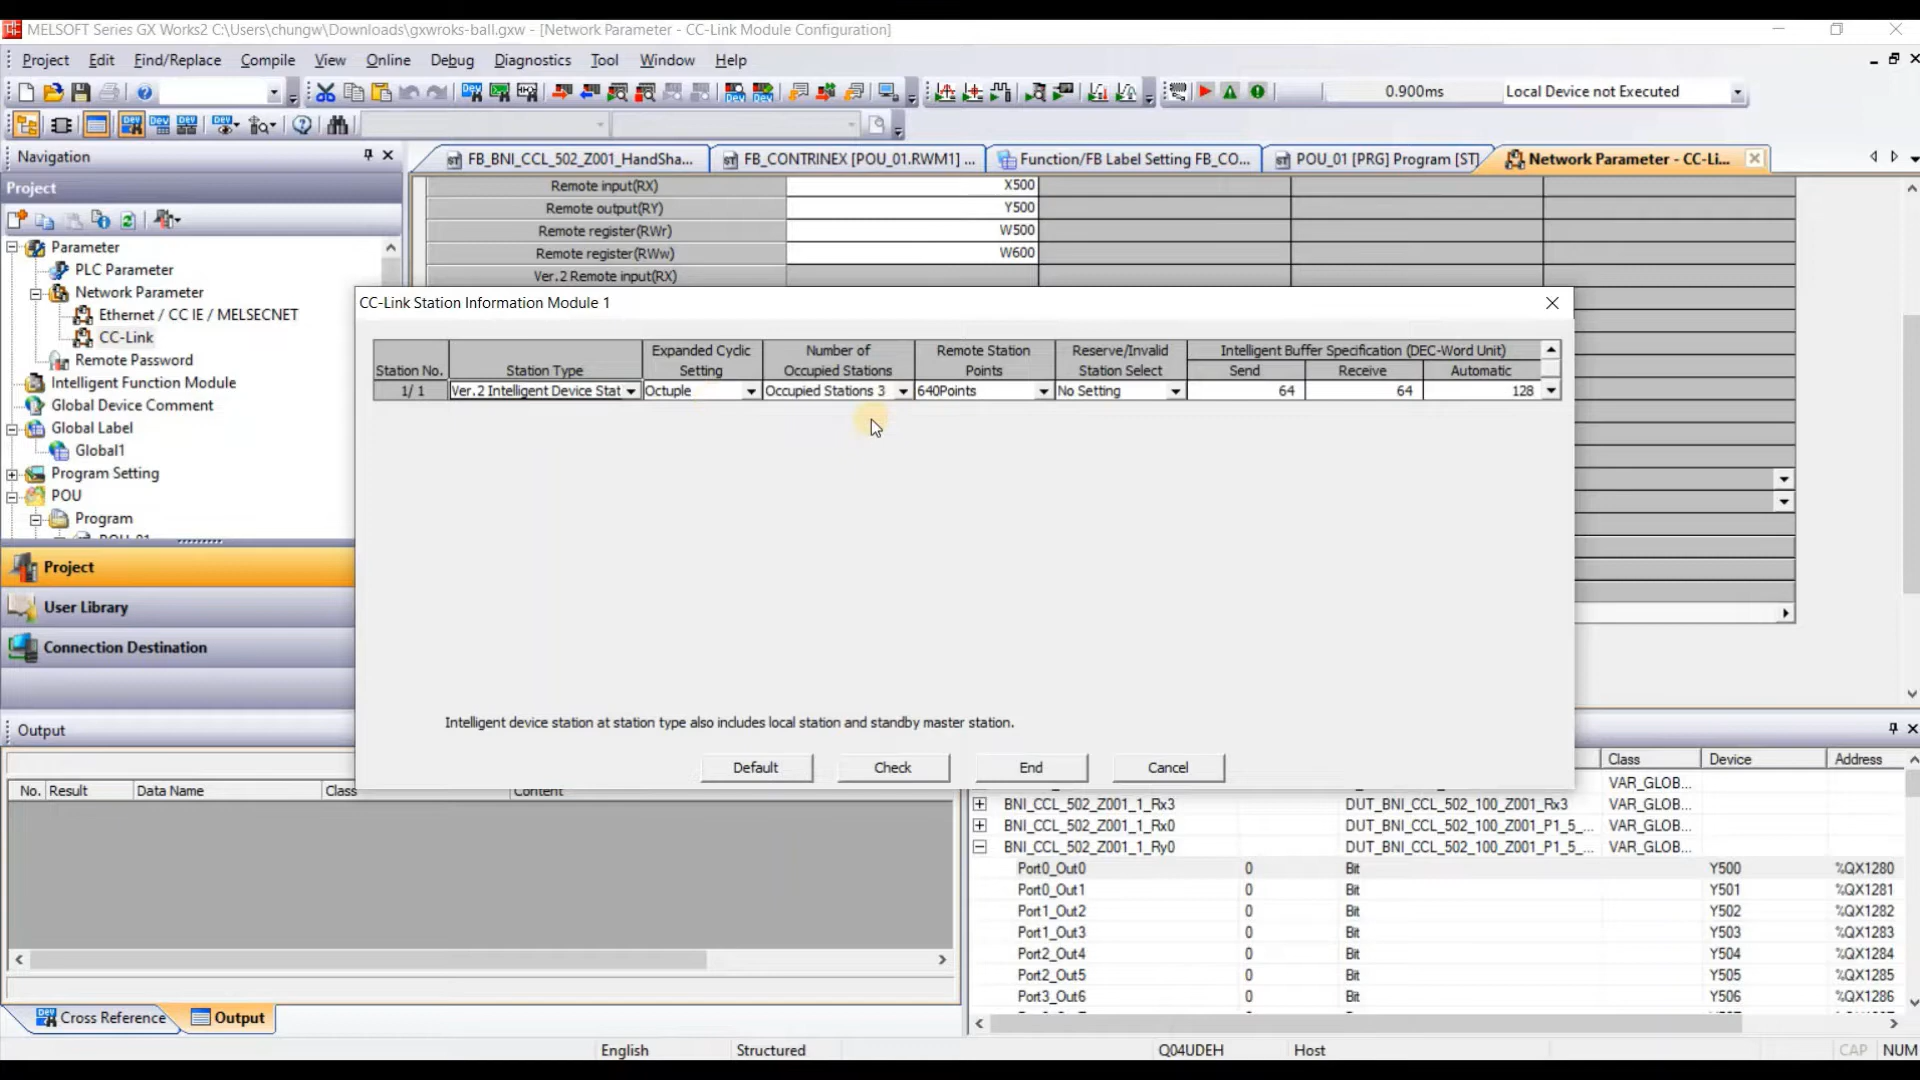 MELSOFT Series GX Works2 C:\Users\chungw\Downloads\gxwroks-ball.gxw - [Network Parameter - CC-Link Module Configuration]
Project Edit Find/Replace Compile View Online Debug Diagnostics Tool Window Help
0.900ms Local Device not Executed
Navigation
FB_BNI_CCL_502_Z001_HandSha... FB_CONTRINEX [POU_01.RWM1] ... Function/FB Label Setting FB_CO... POU_01 [PRG] Program [ST] Network Parameter - CC-Li...
Project
Remote input(RX) X500
Remote output(RY) Y500
Remote register(RWr) W500
Remote register(RWw) W600
Ver.2 Remote input(RX)
Parameter
PLC Parameter
Network Parameter
Ethernet / CC IE / MELSECNET
CC-Link
Remote Password
Intelligent Function Module
Global Device Comment
Global Label
Global1
Program Setting
POU
Program
Project
User Library
Connection Destination
CC-Link Station Information Module 1
Expanded Cyclic Number of Remote Station Reserve/Invalid Intelligent Buffer Specification (DEC-Word Unit)
Station No. Station Type Setting Occupied Stations Points Station Select Send Receive Automatic
1/ 1 Ver.2 Intelligent Device Stat Octuple Occupied Stations 3 640Points No Setting 64 64 128
Intelligent device station at station type also includes local station and standby master station.
Default Check End Cancel
Output
No. Result Data Name Class Content
Cross Reference Output
Class Device Address
VAR_GLOB...
BNI_CCL_502_Z001_1_Rx3 DUT_BNI_CCL_502_100_Z001_Rx3 VAR_GLOB...
BNI_CCL_502_Z001_1_Rx0 DUT_BNI_CCL_502_100_Z001_P1_5_... VAR_GLOB...
BNI_CCL_502_Z001_1_Ry0 DUT_BNI_CCL_502_100_Z001_P1_5_... VAR_GLOB...
Port0_Out0 0 Bit Y500 %QX1280
Port0_Out1 0 Bit Y501 %QX1281
Port1_Out2 0 Bit Y502 %QX1282
Port1_Out3 0 Bit Y503 %QX1283
Port2_Out4 0 Bit Y504 %QX1284
Port2_Out5 0 Bit Y505 %QX1285
Port3_Out6 0 Bit Y506 %QX1286
English Structured Q04UDEH Host CAP NUM